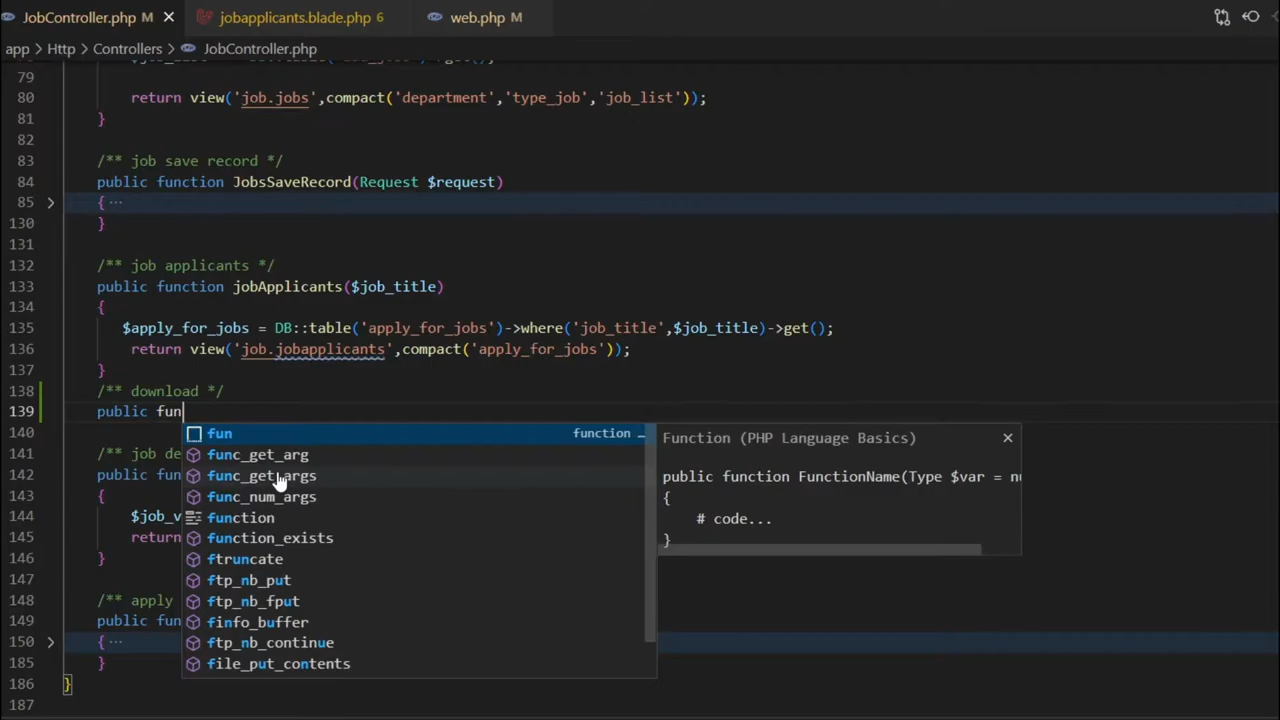 JobController.php M jobapplicants.blade.php 6 web.php M
app > Http > Controllers > JobController.php
79
80 return view('job.jobs',compact('department','type_job','job_list'));
81 }
82
83 /** job save record */
84 public function JobsSaveRecord(Request $request)
85 { ...
130 }
131
132 /** job applicants */
133 public function jobApplicants($job_title)
134 {
135 $apply_for_jobs = DB::table('apply_for_jobs')->where('job_title',$job_title)->get();
136 return view('job.jobapplicants',compact('apply_for_jobs'));
137 }
138 /** download */
139 public fun
140
fun function …
func_get_arg
func_get_args
func_num_args
function
function_exists
ftruncate
ftp_nb_put
ftp_nb_fput
finfo_buffer
ftp_nb_continue
file_put_contents
Function (PHP Language Basics)
public function FunctionName(Type $var = nu
{
# code...
}
141 /** job de
142 public fun
143 {
144 $job_v
145 return
146 }
147
148 /** apply
149 public fun
150 { ...
185 }
186 }
187